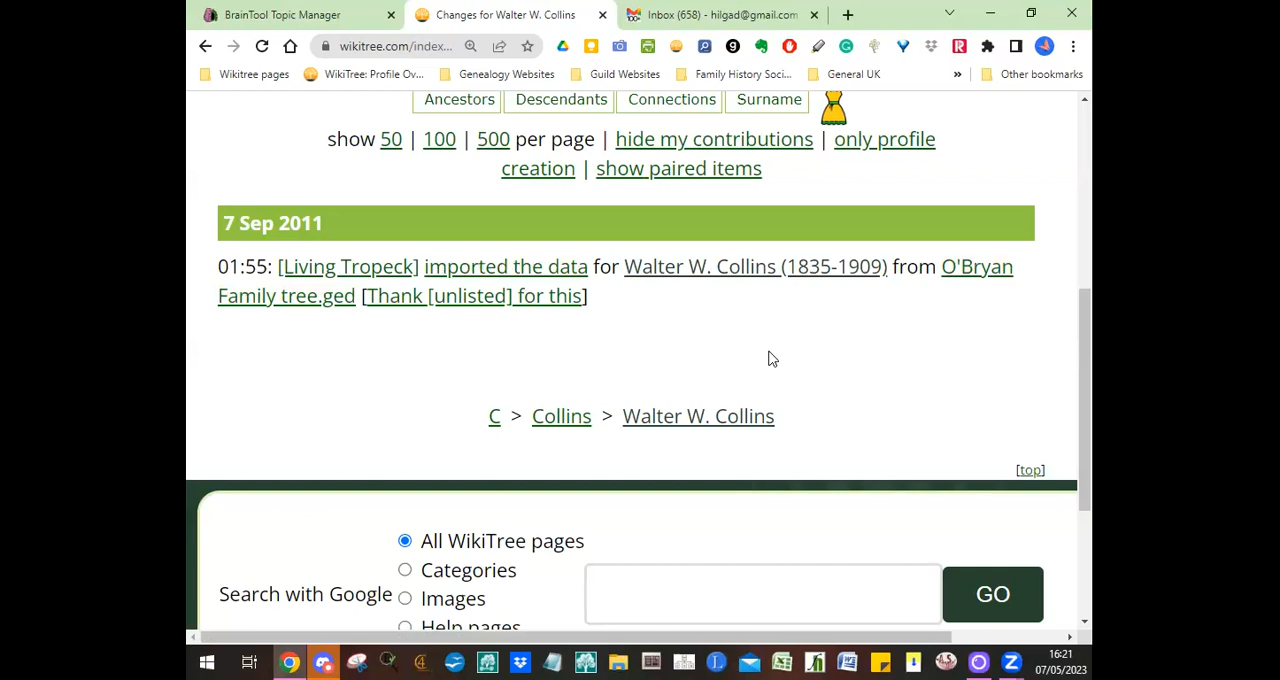 BrainTool Topic Manager
Changes for Walter W. Collins
Inbox (658) - hilgad@gmail.com
wikitree.com/index...
Wikitree pages
WikiTree: Profile Ov...
Genealogy Websites
Guild Websites
Family History Soci...
General UK
»
Other bookmarks
Ancestors Descendants Connections Surname
show 50 | 100 | 500 per page | hide my contributions | only profile
creation | show paired items
7 Sep 2011
01:55: [Living Tropeck] imported the data for Walter W. Collins (1835-1909) from O'Bryan
Family tree.ged [Thank [unlisted] for this]
C > Collins > Walter W. Collins
[top]
All WikiTree pages
Categories
Search with Google
Images
GO
Help pages
16:21
07/05/2023